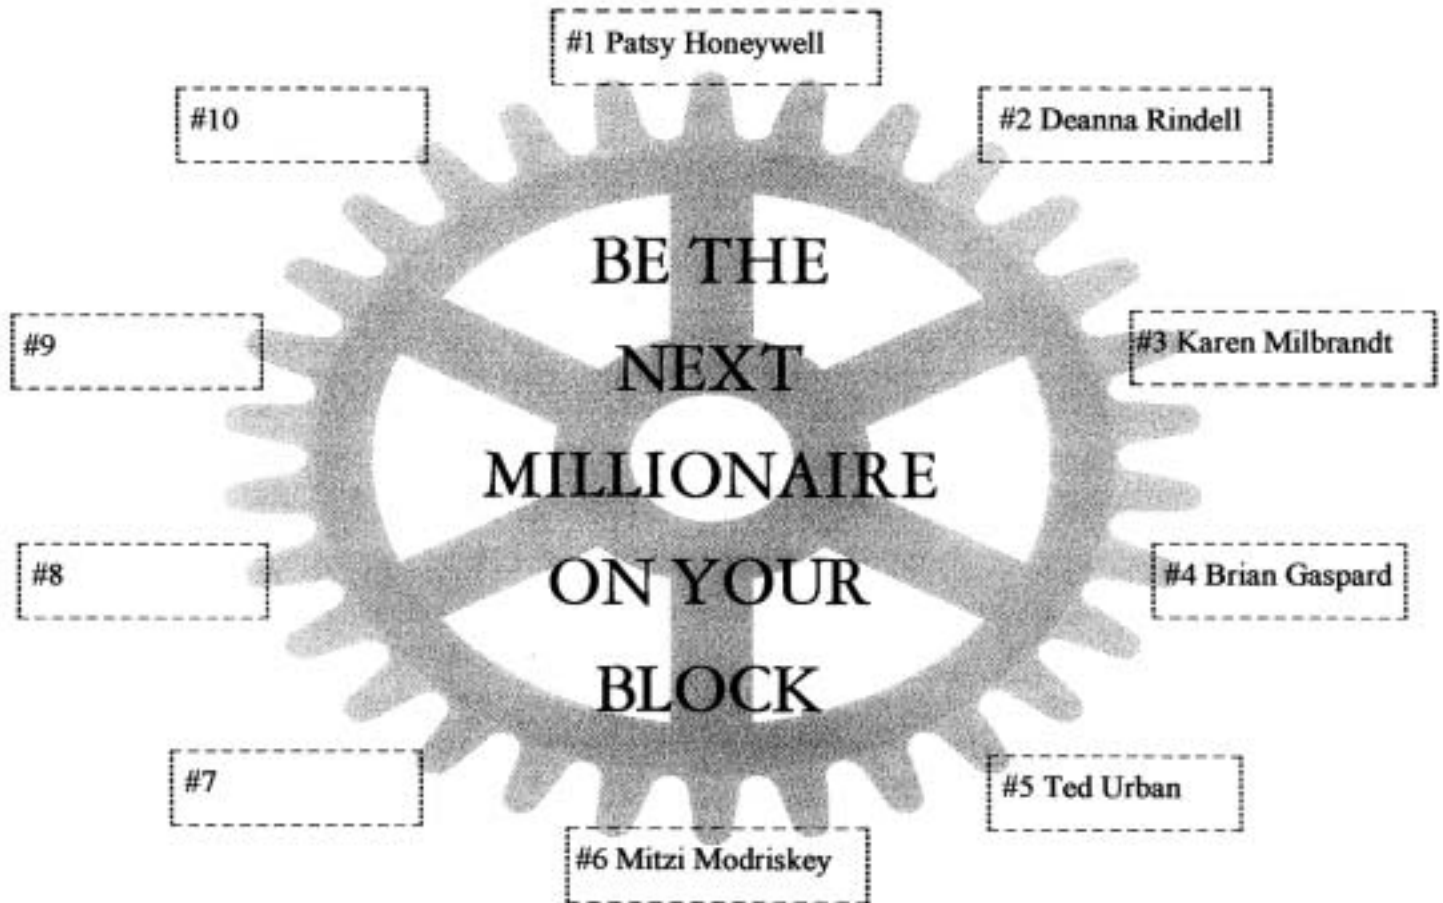 #1 Patsy Honeywell
#10
#2 Deanna Rindell
#9
#3 Karen Milbrandt
#8
#4 Brian Gaspard
#7
#5 Ted Urban
#6 Mitzi Modriskey
BE THE
NEXT
MILLIONAIRE
ON YOUR
BLOCK